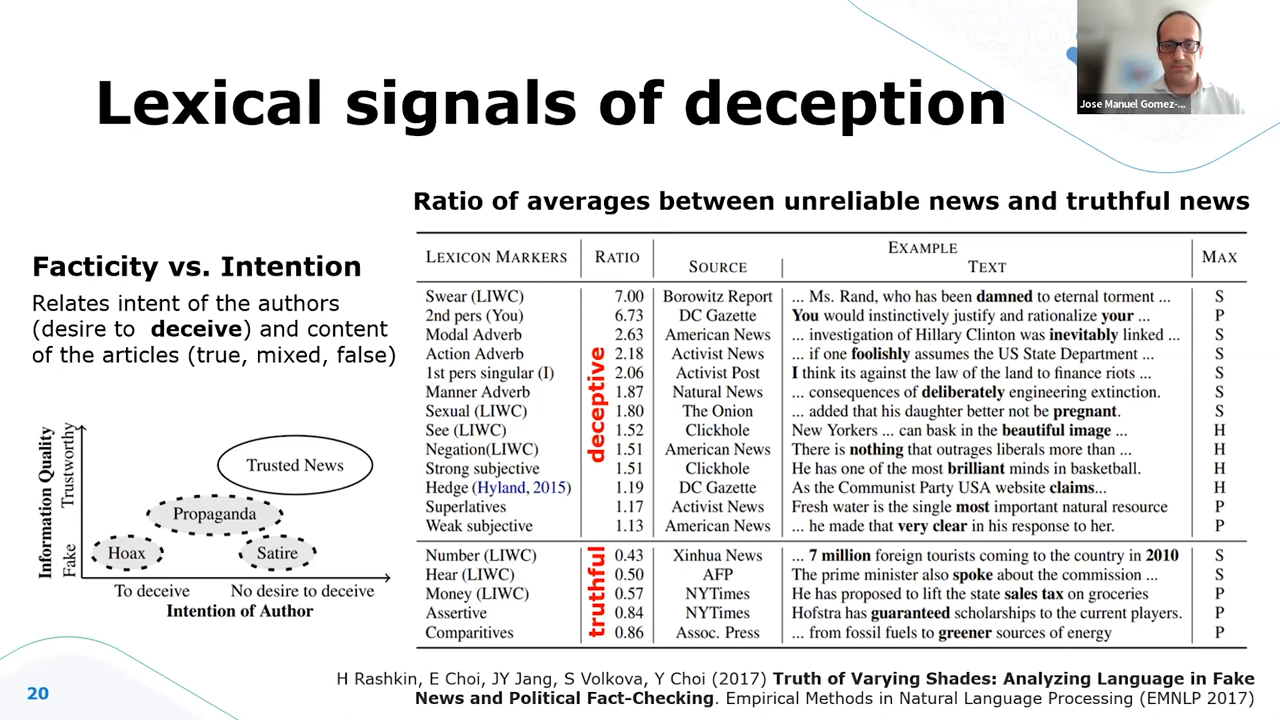 Lexical signals of deception
Jose Manuel Gomez-...
Ratio of averages between unreliable news and truthful news
Facticity vs. Intention
Relates intent of the authors
(desire to deceive) and content
of the articles (true, mixed, false)
Information Quality
Fake Trustworthy
Trusted News
Propaganda
Hoax Satire
To deceive No desire to deceive
Intention of Author
LEXICON MARKERS RATIO EXAMPLE MAX
SOURCE TEXT
deceptive
Swear (LIWC) 7.00 Borowitz Report ... Ms. Rand, who has been damned to eternal torment ... S
2nd pers (You) 6.73 DC Gazette You would instinctively justify and rationalize your ... P
Modal Adverb 2.63 American News ... investigation of Hillary Clinton was inevitably linked ... S
Action Adverb 2.18 Activist News ... if one foolishly assumes the US State Department ... S
1st pers singular (I) 2.06 Activist Post I think its against the law of the land to finance riots ... S
Manner Adverb 1.87 Natural News ... consequences of deliberately engineering extinction. S
Sexual (LIWC) 1.80 The Onion ... added that his daughter better not be pregnant. S
See (LIWC) 1.52 Clickhole New Yorkers ... can bask in the beautiful image ... H
Negation(LIWC) 1.51 American News There is nothing that outrages liberals more than ... H
Strong subjective 1.51 Clickhole He has one of the most brilliant minds in basketball. H
Hedge (Hyland, 2015) 1.19 DC Gazette As the Communist Party USA website claims... H
Superlatives 1.17 Activist News Fresh water is the single most important natural resource P
Weak subjective 1.13 American News ... he made that very clear in his response to her. P
truthful
Number (LIWC) 0.43 Xinhua News ... 7 million foreign tourists coming to the country in 2010 S
Hear (LIWC) 0.50 AFP The prime minister also spoke about the commission ... S
Money (LIWC) 0.57 NYTimes He has proposed to lift the state sales tax on groceries P
Assertive 0.84 NYTimes Hofstra has guaranteed scholarships to the current players. P
Comparitives 0.86 Assoc. Press ... from fossil fuels to greener sources of energy P
H Rashkin, E Choi, JY Jang, S Volkova, Y Choi (2017) Truth of Varying Shades: Analyzing Language in Fake
News and Political Fact-Checking. Empirical Methods in Natural Language Processing (EMNLP 2017)
20